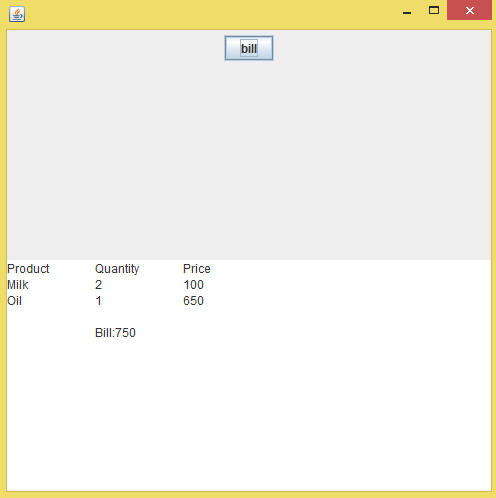 bill
Product Quantity Price
Milk 2 100
Oil 1 650
Bill:750